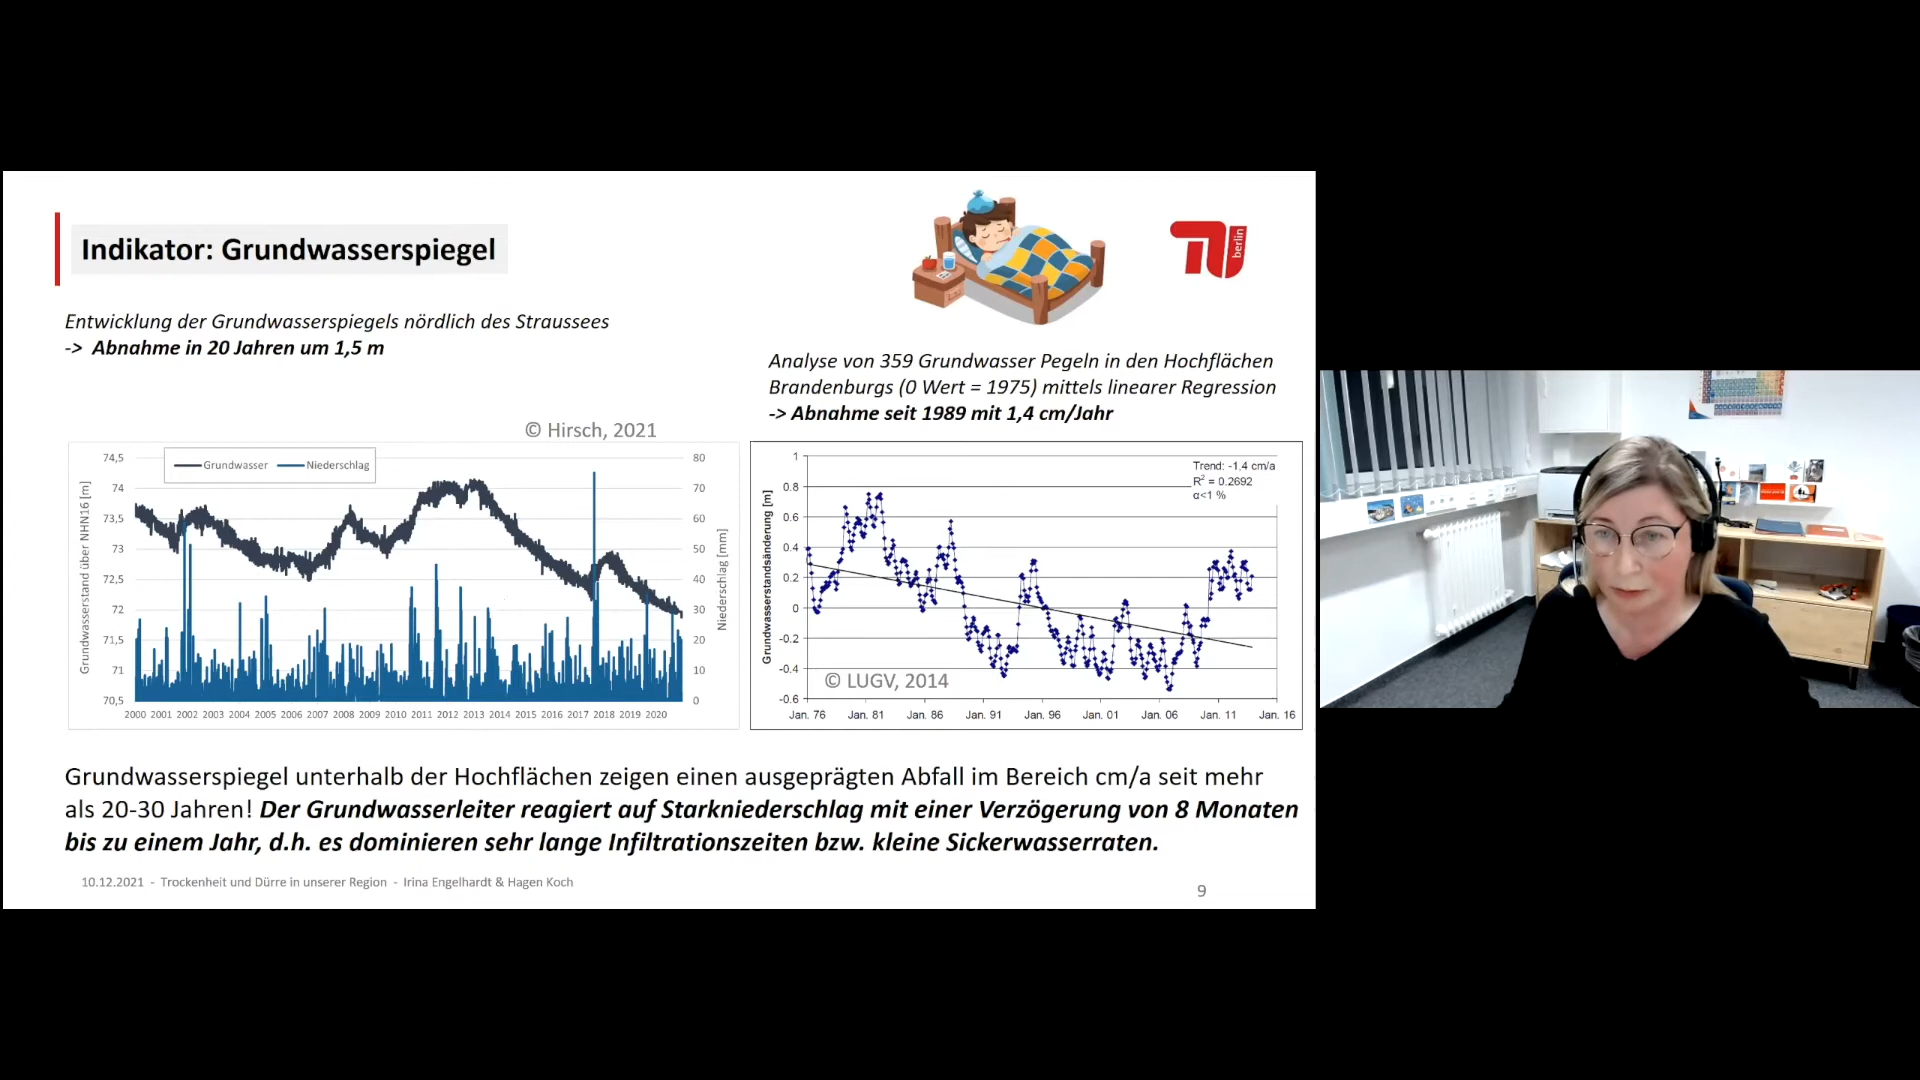 Indikator: Grundwasserspiegel
berlin
Entwicklung der Grundwasserspiegels nördlich des Straussees
-> Abnahme in 20 Jahren um 1,5 m
Analyse von 359 Grundwasser Pegeln in den Hochflächen
Brandenburgs (0 Wert = 1975) mittels linearer Regression
-> Abnahme seit 1989 mit 1,4 cm/Jahr
© Hirsch, 2021
Grundwasser Niederschlag
Grundwasserstand über NHN16 [m]
74,5
74
73,5
73
72,5
72
71,5
71
70,5
80
70
60
50
40
30
20
10
0
Niederschlag [mm]
2000 2001 2002 2003 2004 2005 2006 2007 2008 2009 2010 2011 2012 2013 2014 2015 2016 2017 2018 2019 2020
Grundwasserstandsänderung [m]
1
0.8
0.6
0.4
0.2
0
-0.2
-0.4
-0.6
Trend: -1.4 cm/a
R² = 0.2692
α<1 %
© LUGV, 2014
Jan. 76 Jan. 81 Jan. 86 Jan. 91 Jan. 96 Jan. 01 Jan. 06 Jan. 11 Jan. 16
Grundwasserspiegel unterhalb der Hochflächen zeigen einen ausgeprägten Abfall im Bereich cm/a seit mehr
als 20-30 Jahren! Der Grundwasserleiter reagiert auf Starkniederschlag mit einer Verzögerung von 8 Monaten
bis zu einem Jahr, d.h. es dominieren sehr lange Infiltrationszeiten bzw. kleine Sickerwasserraten.
10.12.2021 - Trockenheit und Dürre in unserer Region - Irina Engelhardt & Hagen Koch
9